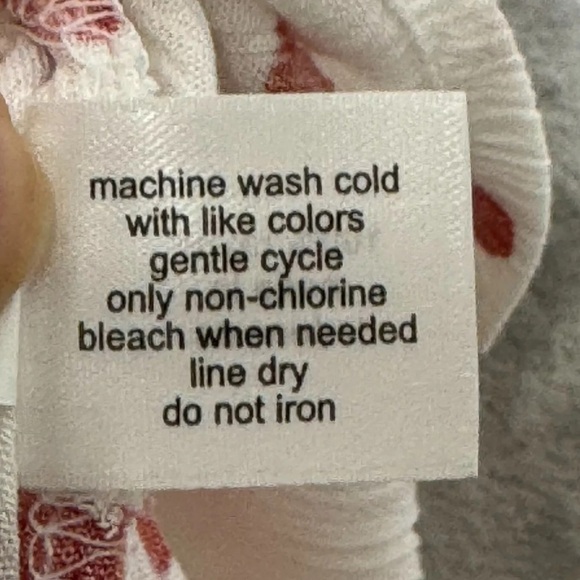 machine wash cold
with like colors
gentle cycle
only non-chlorine
bleach when needed
line dry
do not iron